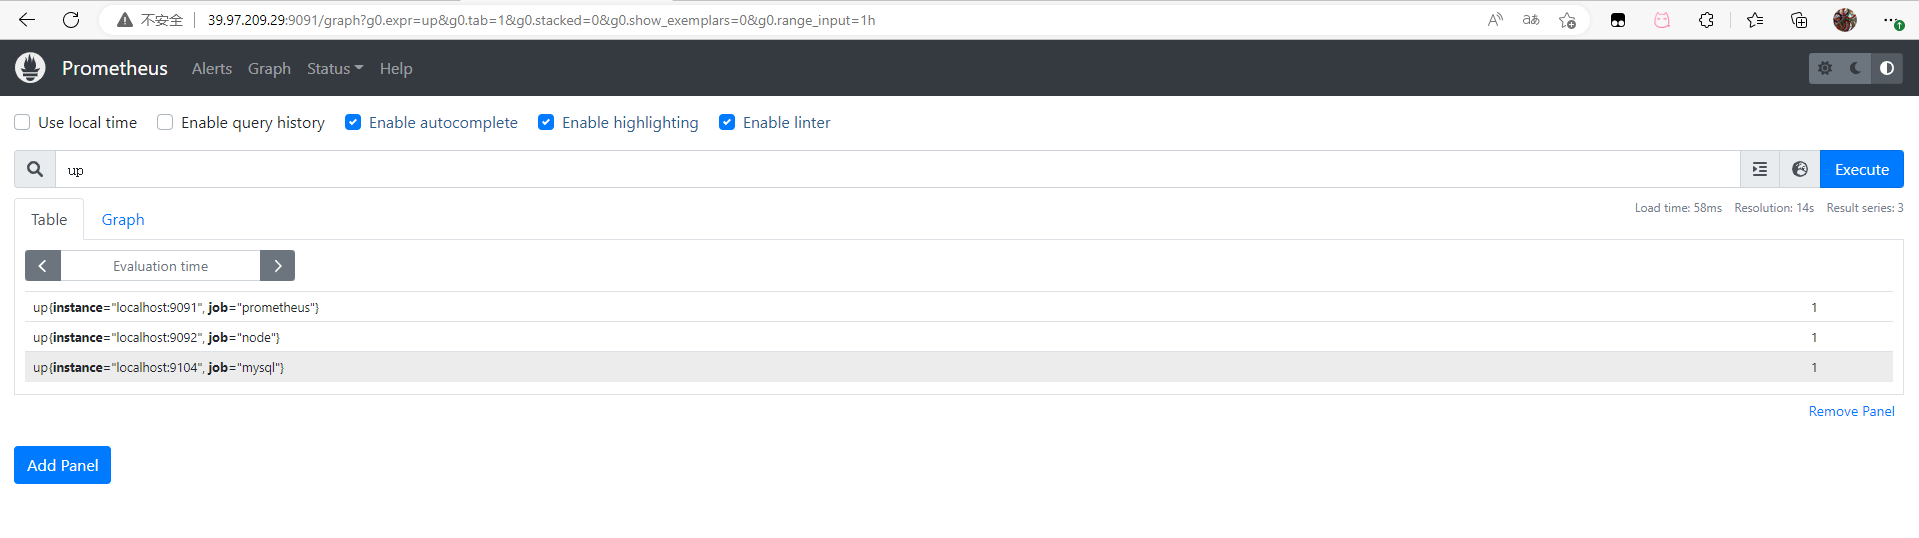 不安全 | 39.97.209.29:9091/graph?g0.expr=up&g0.tab=1&g0.stacked=0&g0.show_exemplars=0&g0.range_input=1h
Prometheus Alerts Graph Status Help
Use local time Enable query history Enable autocomplete Enable highlighting Enable linter
up Execute
Table Graph Load time: 58ms Resolution: 14s Result series: 3
Evaluation time
up{instance="localhost:9091", job="prometheus"} 1
up{instance="localhost:9092", job="node"} 1
up{instance="localhost:9104", job="mysql"} 1
Remove Panel
Add Panel